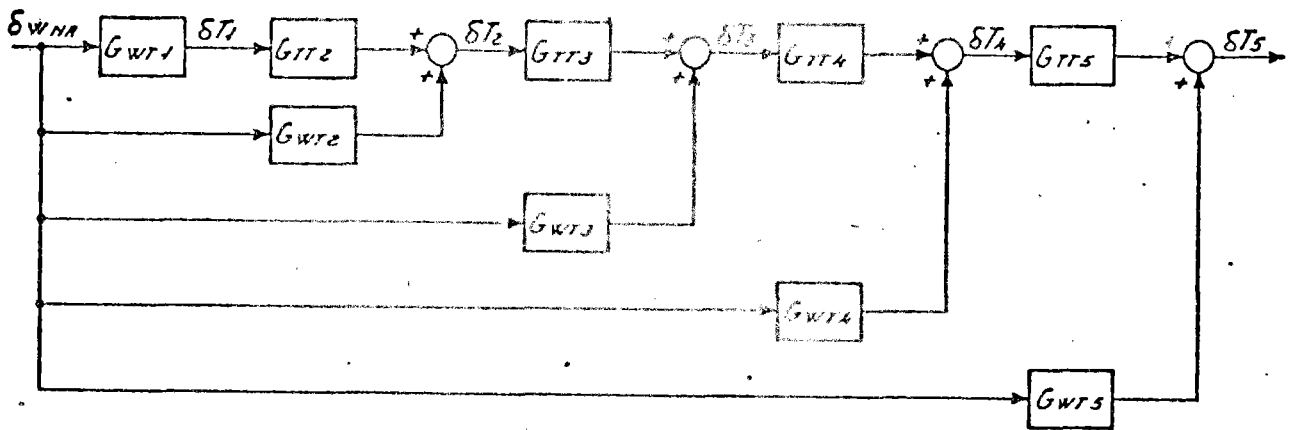 δW_NA
G_WT1
δT_1
G_TT2
+
+
δT_2
G_TT3
+
+
δT_3
G_TT4
+
+
δT_4
G_TT5
+
+
δT_5
G_WT2
G_WT3
G_WT4
G_WT5